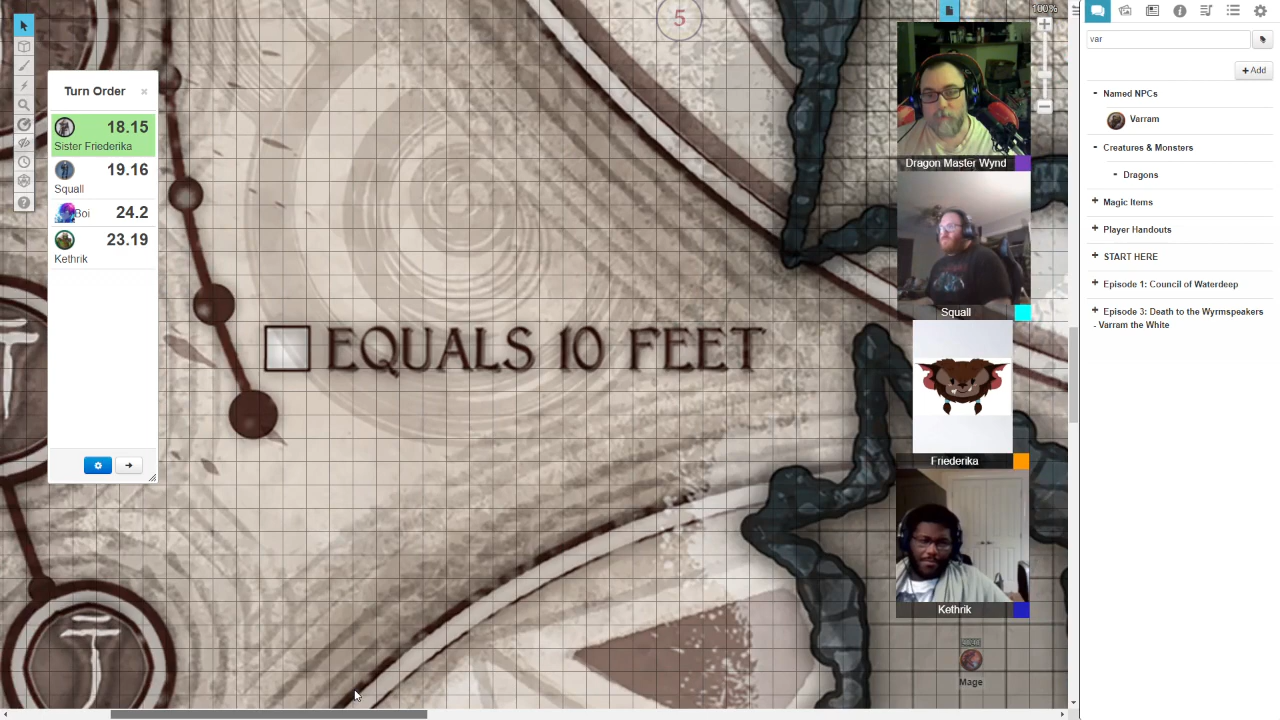 Turn Order ×
18.15
Sister Friederika
19.16
Squall
Boi 24.2
23.19
Kethrik
5
EQUALS 10 FEET
100%
Dragon Master Wynd
Squall
Friederika
Kethrik
Mage
var
+ Add
- Named NPCs
Varram
- Creatures & Monsters
- Dragons
+ Magic Items
+ Player Handouts
+ START HERE
+ Episode 1: Council of Waterdeep
+ Episode 3: Death to the Wyrmspeakers
- Varram the White